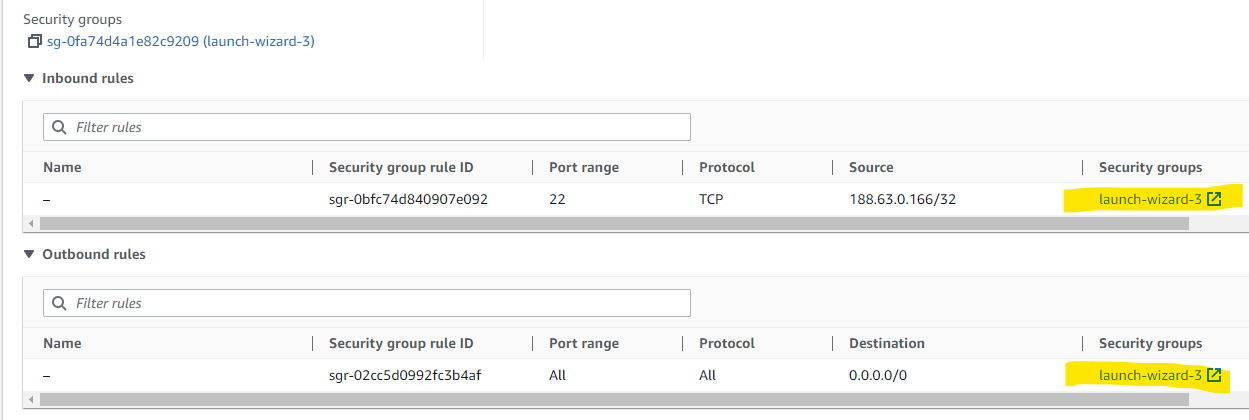 Security groups
sg-0fa74d4a1e82c9209 (launch-wizard-3)
Inbound rules
Filter rules
Name Security group rule ID Port range Protocol Source Security groups
– sgr-0bfc74d840907e092 22 TCP 188.63.0.166/32 launch-wizard-3
Outbound rules
Filter rules
Name Security group rule ID Port range Protocol Destination Security groups
– sgr-02cc5d0992fc3b4af All All 0.0.0.0/0 launch-wizard-3